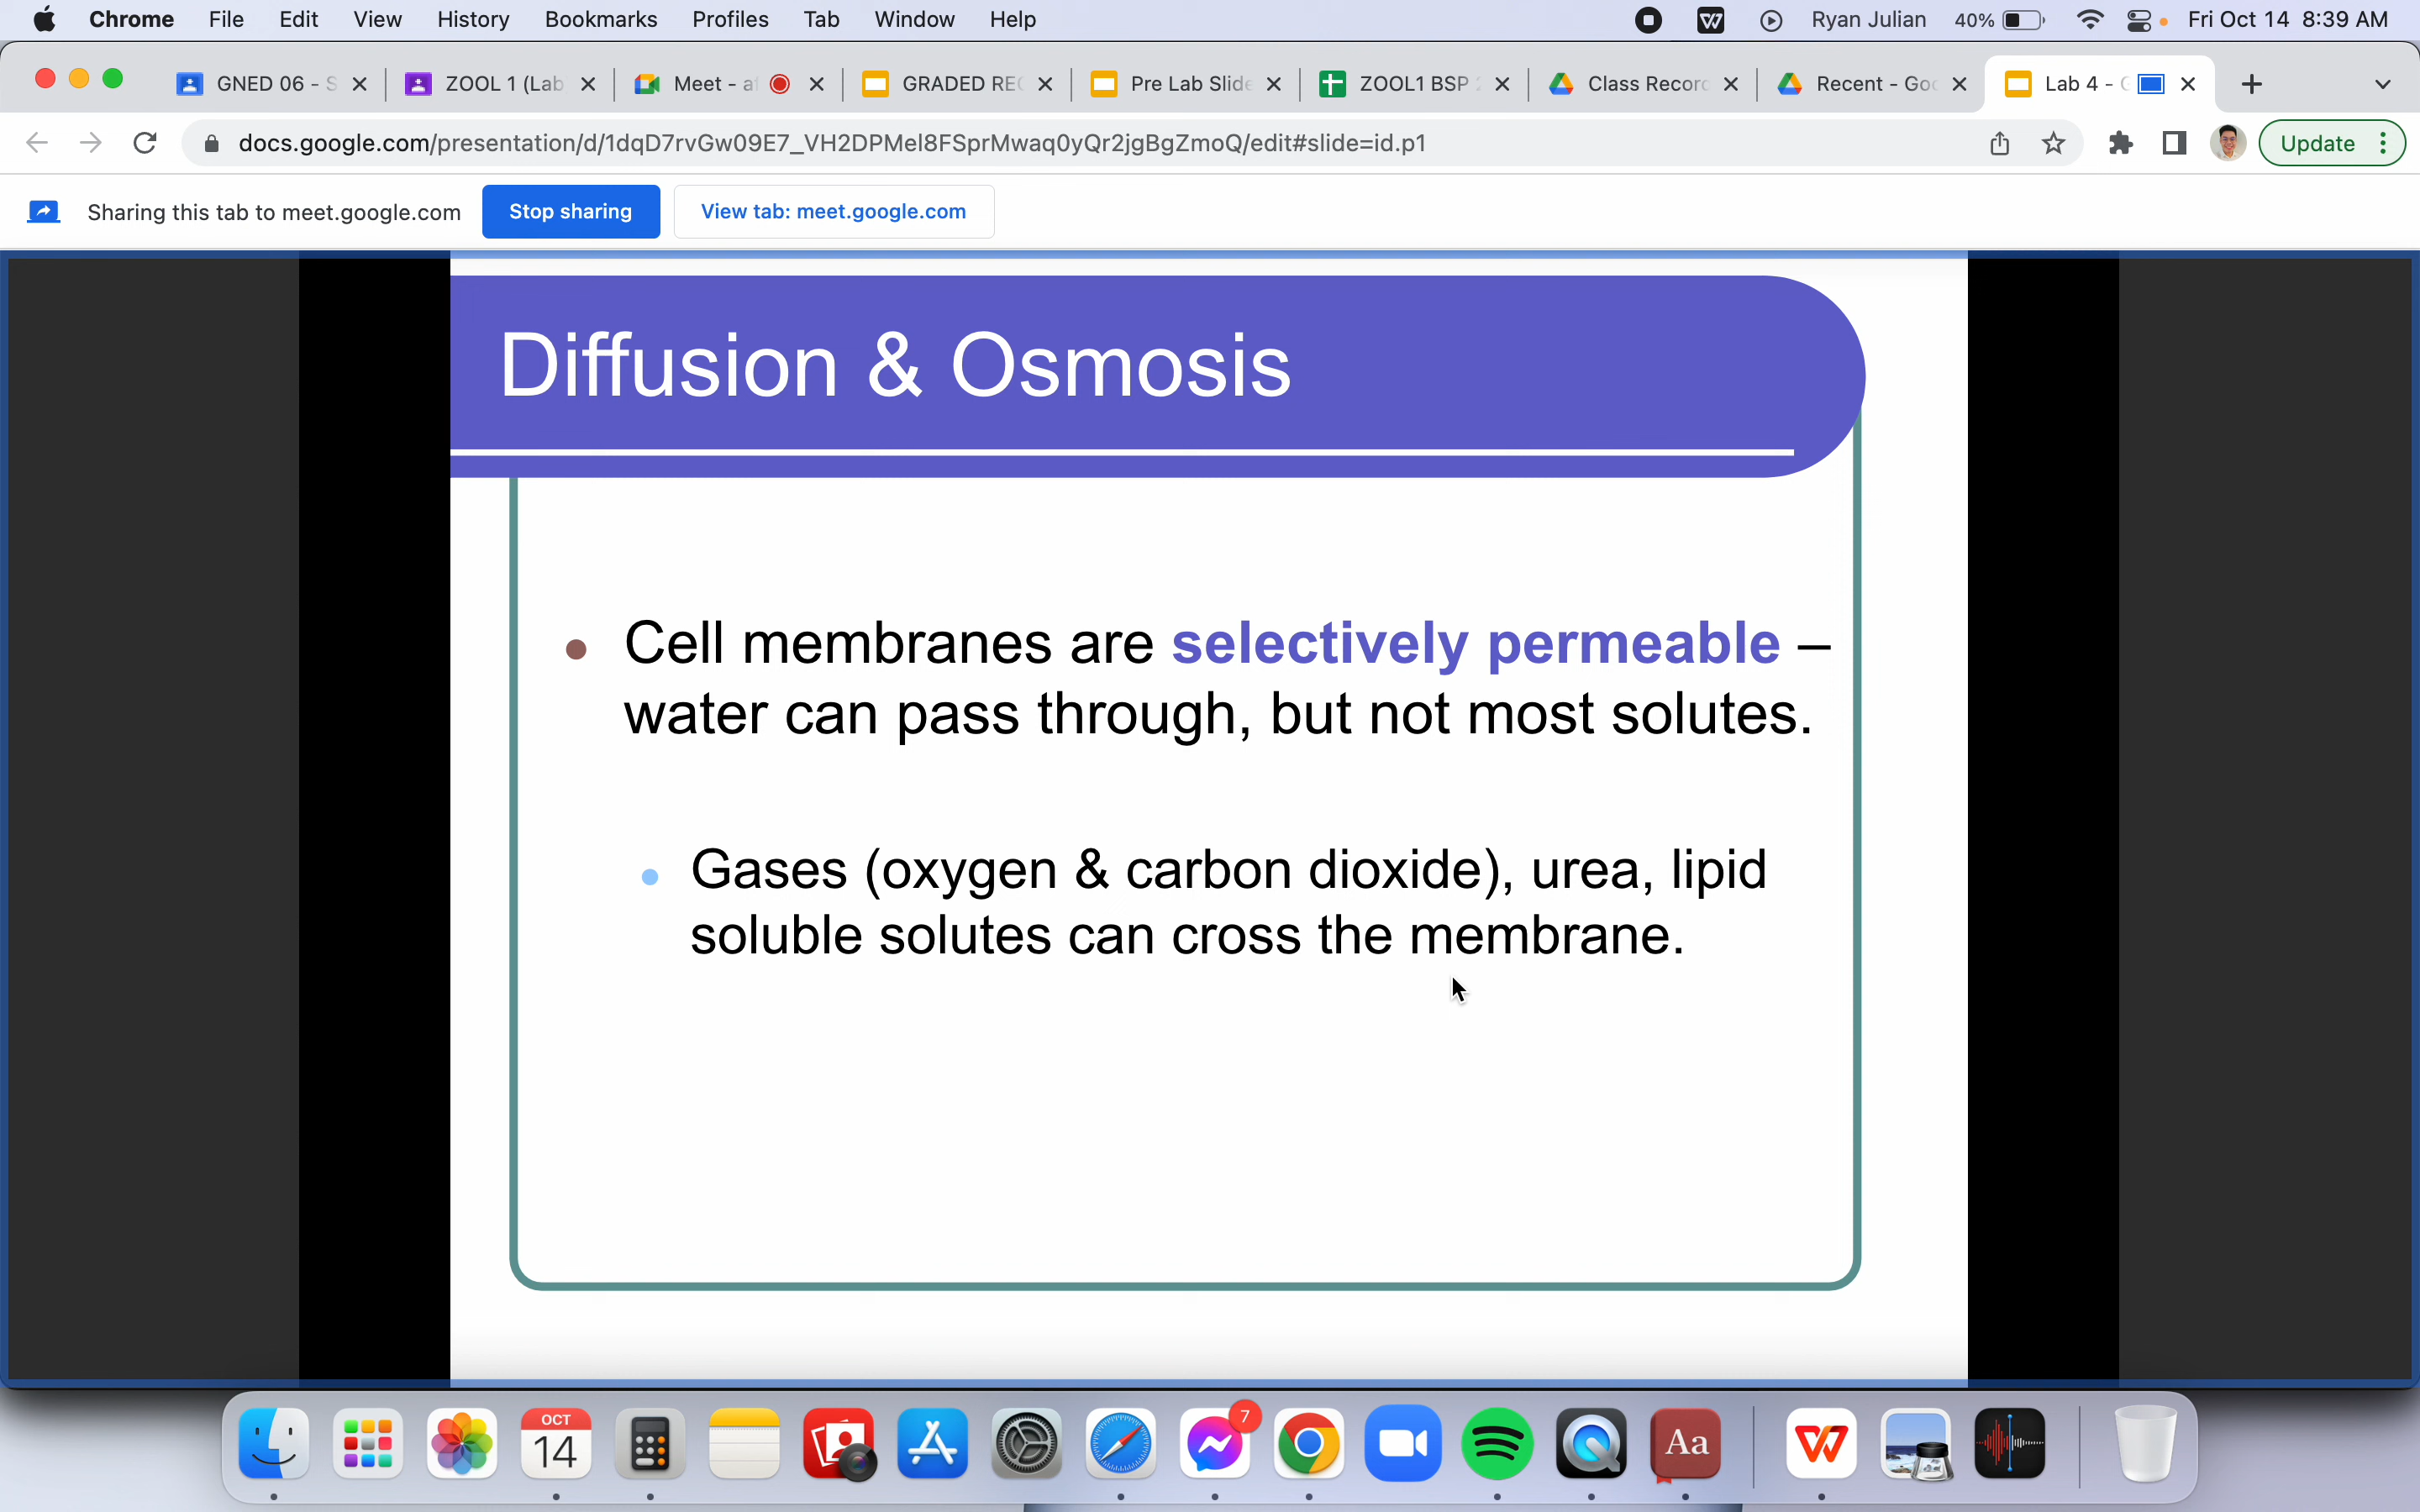 Chrome File Edit View History Bookmarks Profiles Tab Window Help Ryan Julian 40% Fri Oct 14 8:39 AM
GNED 06 - S ZOOL 1 (Lab Meet - a GRADED REC Pre Lab Slide ZOOL1 BSP Class Record Recent - Goo Lab 4 -
docs.google.com/presentation/d/1dqD7rvGw09E7_VH2DPMel8FSprMwaq0yQr2jgBgZmoQ/edit#slide=id.p1 Update
Sharing this tab to meet.google.com Stop sharing View tab: meet.google.com
Diffusion & Osmosis
Cell membranes are selectively permeable –
water can pass through, but not most solutes.
Gases (oxygen & carbon dioxide), urea, lipid
soluble solutes can cross the membrane.
7
OCT
14
Aa